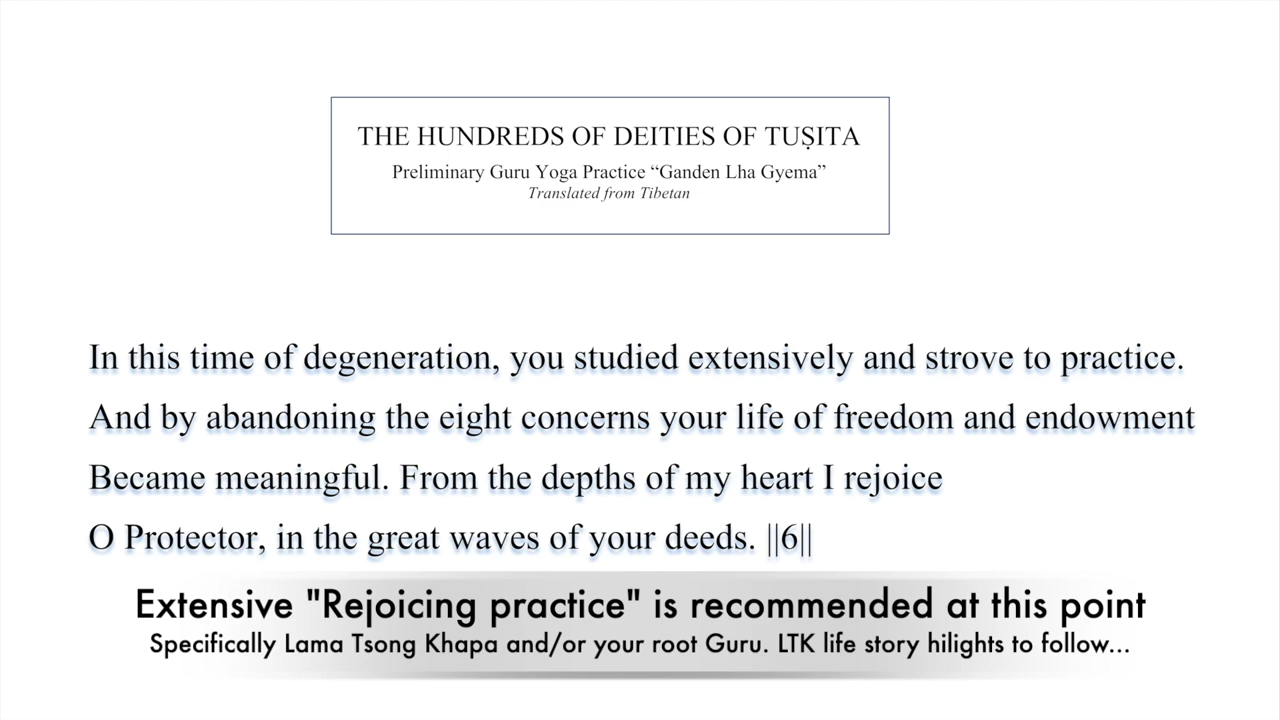 THE HUNDREDS OF DEITIES OF TUṢITA
Preliminary Guru Yoga Practice “Ganden Lha Gyema”
Translated from Tibetan
In this time of degeneration, you studied extensively and strove to practice.
And by abandoning the eight concerns your life of freedom and endowment
Became meaningful. From the depths of my heart I rejoice
O Protector, in the great waves of your deeds. ||6||
Extensive "Rejoicing practice" is recommended at this point
Specifically Lama Tsong Khapa and/or your root Guru. LTK life story hilights to follow...